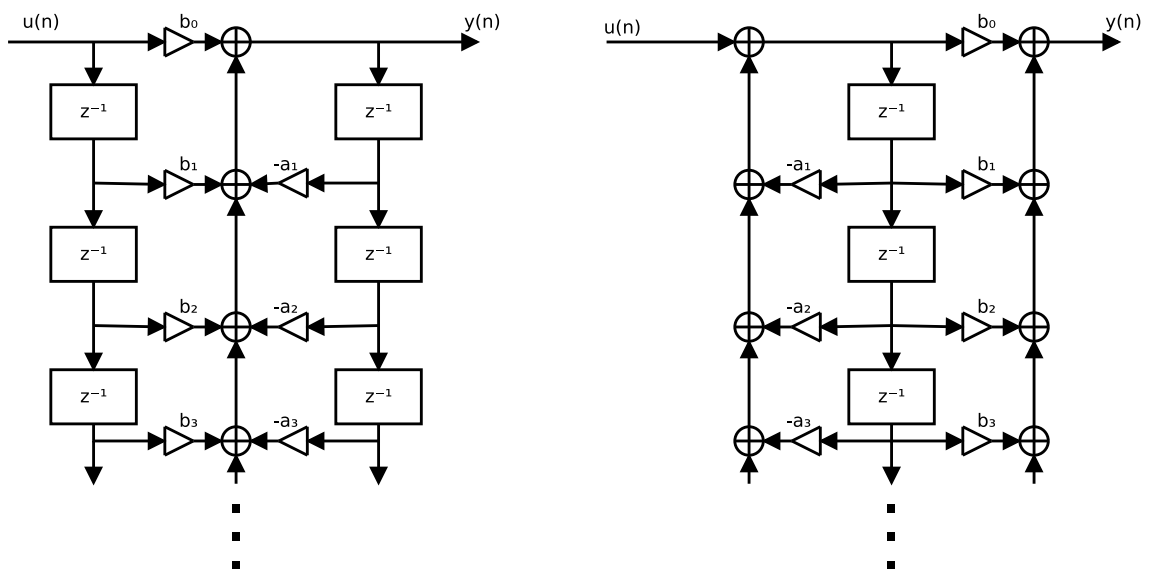 u(n) b₀ y(n)
z⁻¹ z⁻¹
b₁ -a₁
z⁻¹ z⁻¹
b₂ -a₂
z⁻¹ z⁻¹
b₃ -a₃
u(n) b₀ y(n)
z⁻¹
-a₁ b₁
z⁻¹
-a₂ b₂
z⁻¹
-a₃ b₃